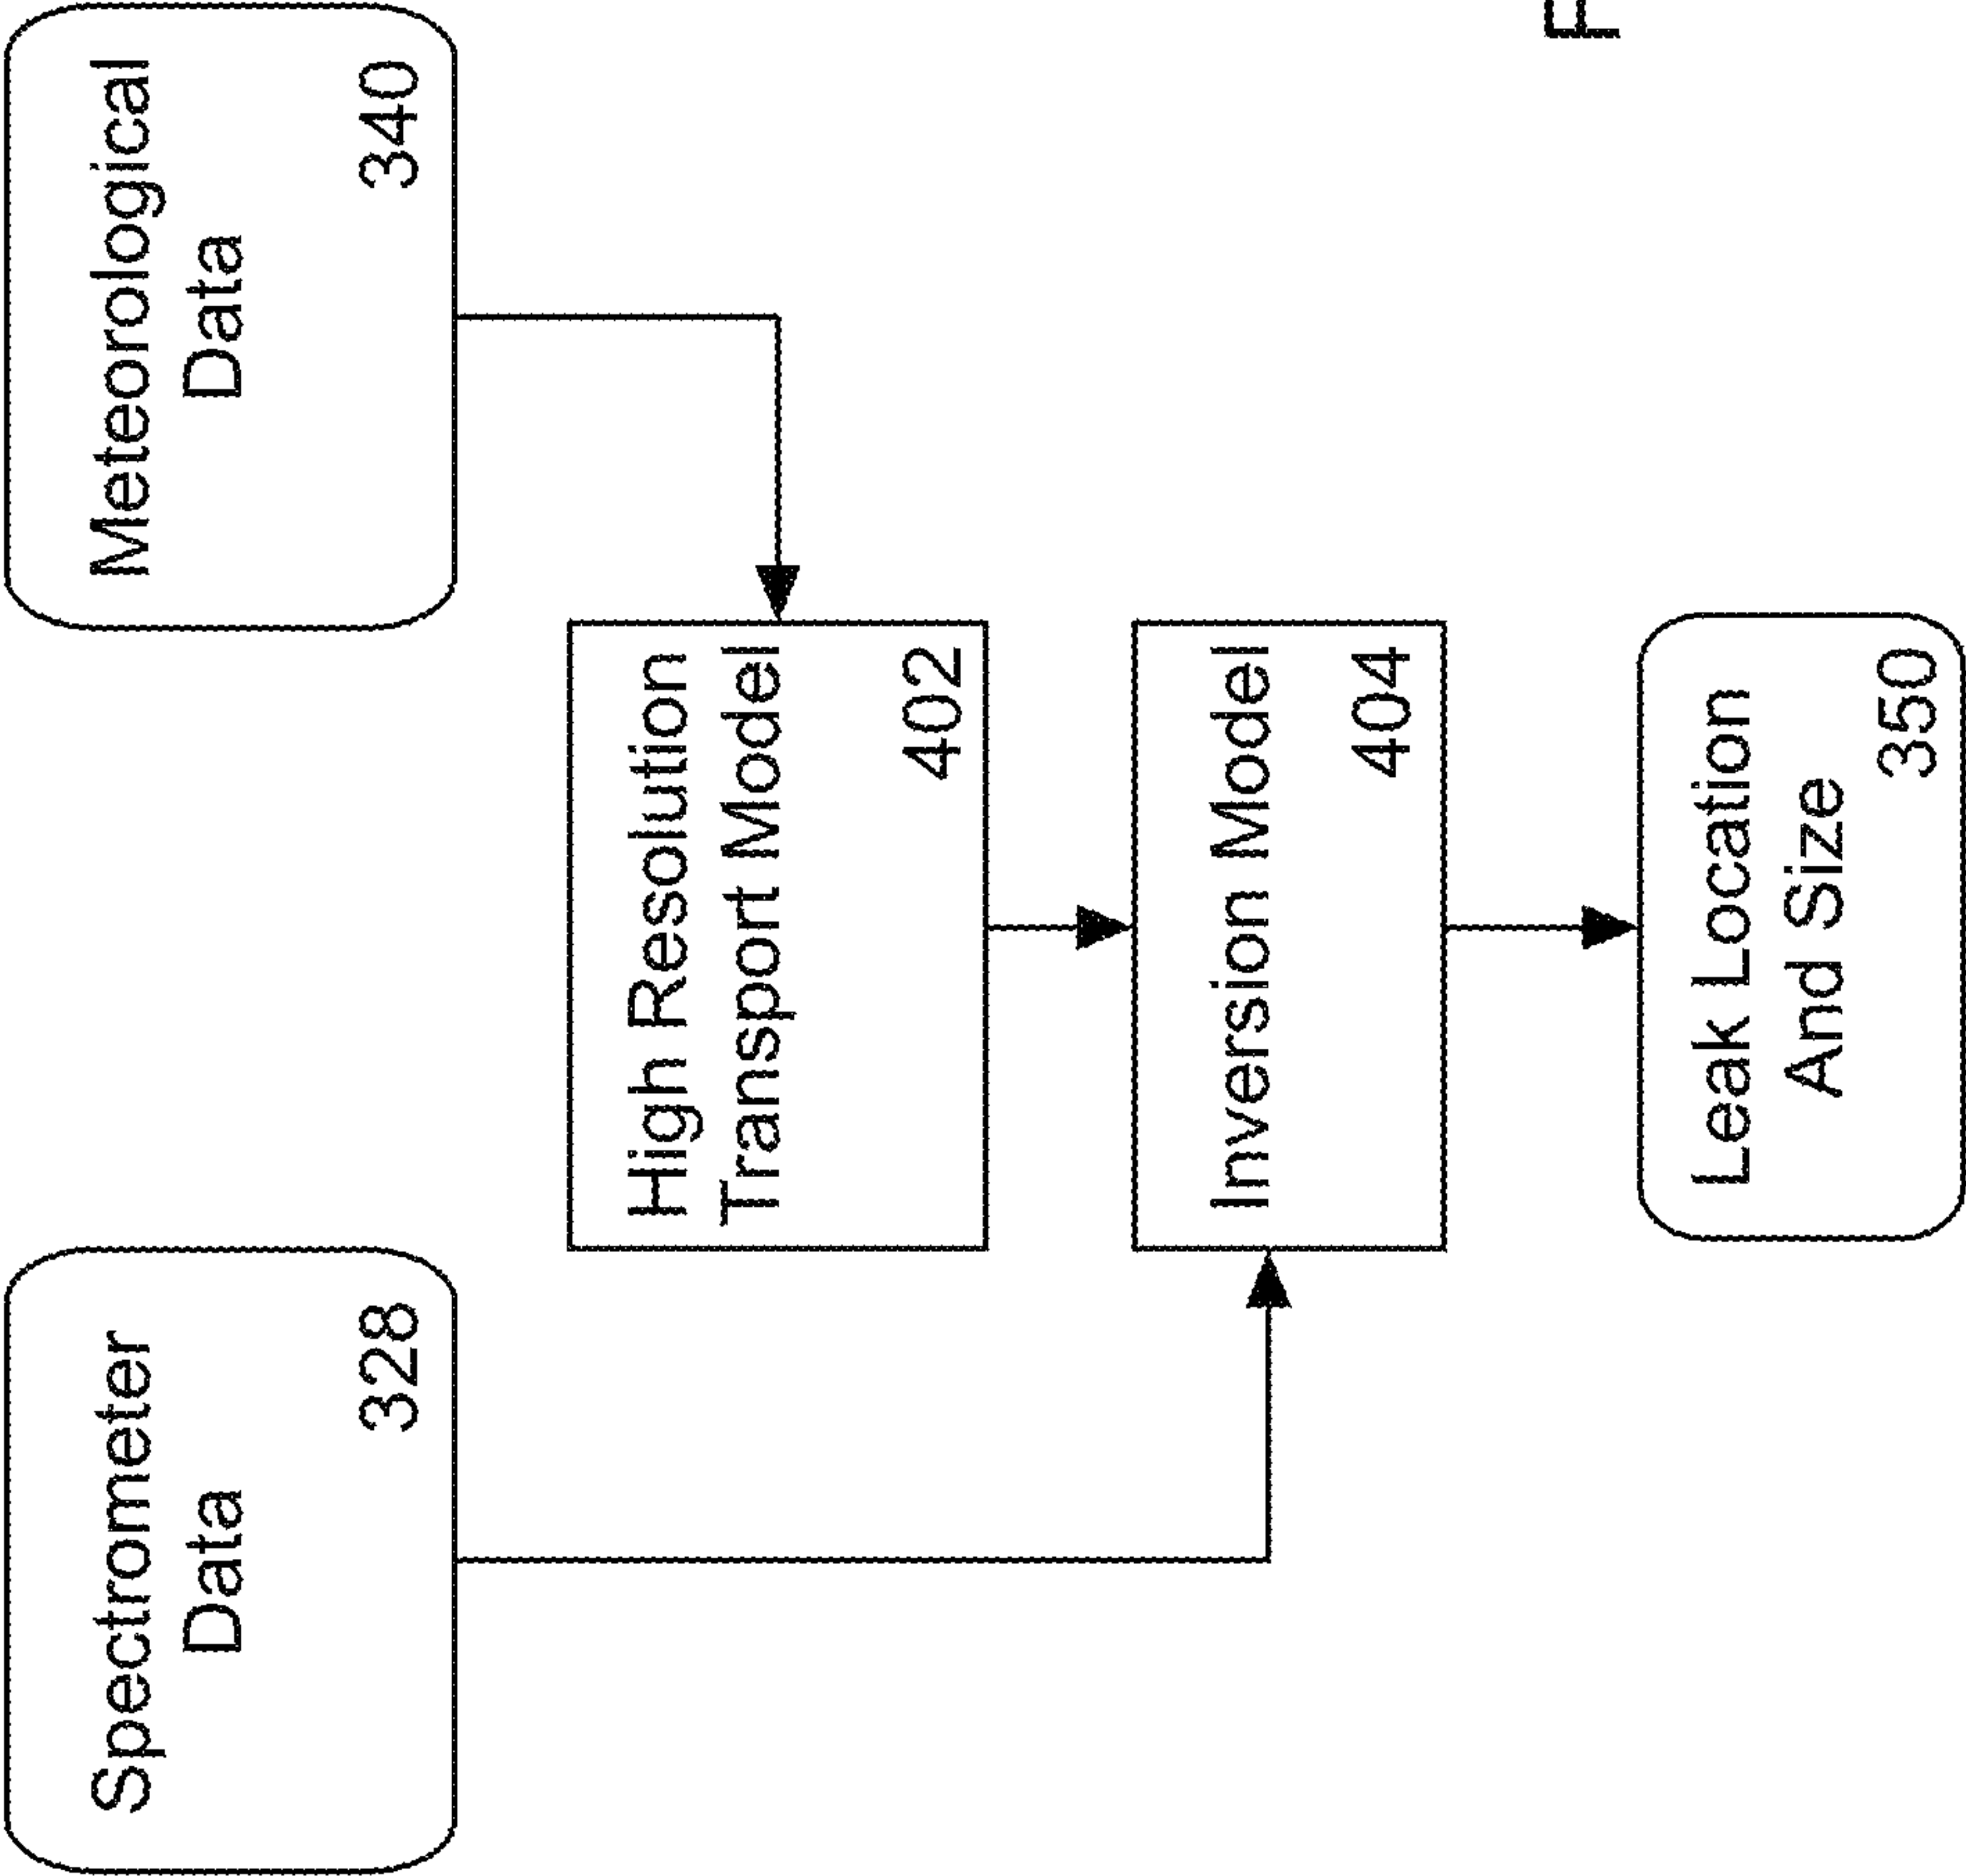 Spectrometer
Data
328
Meteorological
Data
340
High Resolution
Transport Model
402
Inversion Model
404
Leak Location
And Size
350
F